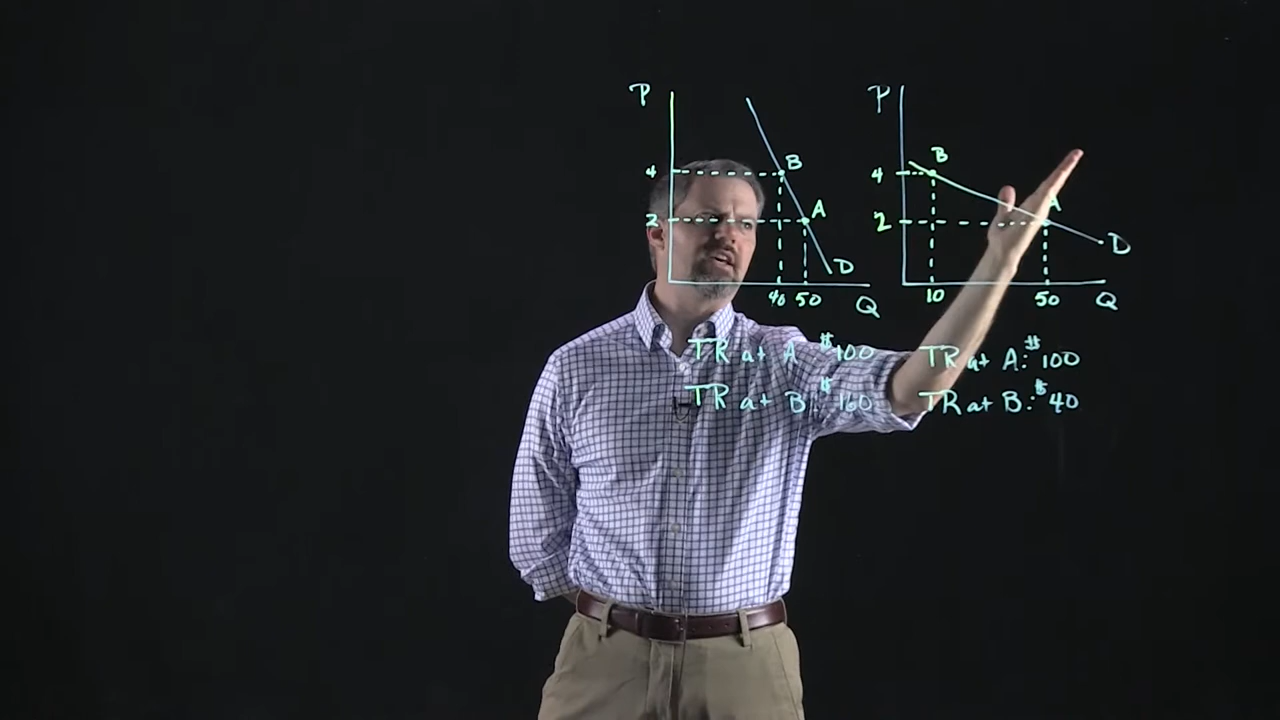 P
4
B
2
A
D
40 50
Q
TR at A $100
TR at B: $160
P
B
4
A
2
D
10
50
Q
TR at A: $100
TR at B: $40